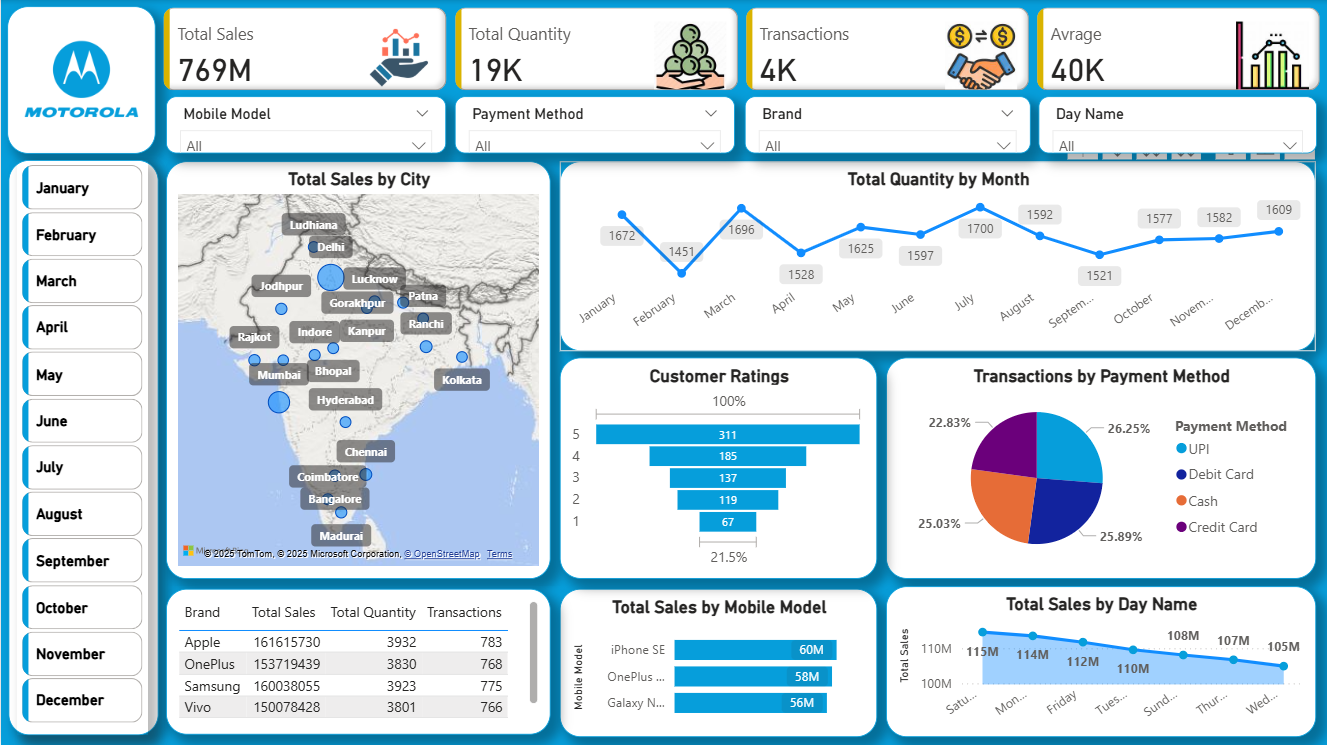 MOTOROLA
Total Sales
769M
Total Quantity
19K
Transactions
4K
Avrage
40K
Mobile Model
All
Payment Method
All
Brand
All
Day Name
All
January
February
March
April
May
June
July
August
September
October
November
December
Total Sales by City
Ludhiana
Delhi
Lucknow
Jodhpur
Gorakhpur
Patna
Ranchi
Rajkot
Indore
Kanpur
Mumbai
Bhopal
Kolkata
Hyderabad
Chennai
Coimbatore
Bangalore
Madurai
© 2025 TomTom, © 2025 Microsoft Corporation, © OpenStreetMap Terms
Total Quantity by Month
1672
1451
1696
1528
1625
1597
1700
1592
1521
1577
1582
1609
January
February
March
April
May
June
July
August
Septem...
October
Novem...
Decemb...
Customer Ratings
100%
5 311
4 185
3 137
2 119
1 67
21.5%
Transactions by Payment Method
22.83%
26.25%
25.03%
25.89%
Payment Method
UPI
Debit Card
Cash
Credit Card
Brand Total Sales Total Quantity Transactions
Apple 161615730 3932 783
OnePlus 153719439 3830 768
Samsung 160038055 3923 775
Vivo 150078428 3801 766
Total Sales by Mobile Model
Mobile Model
iPhone SE 60M
OnePlus ... 58M
Galaxy N... 56M
Total Sales by Day Name
Total Sales
110M
100M
115M
114M
112M
110M
108M
107M
105M
Satu...
Mon...
Friday
Tues...
Sund...
Thur...
Wed...